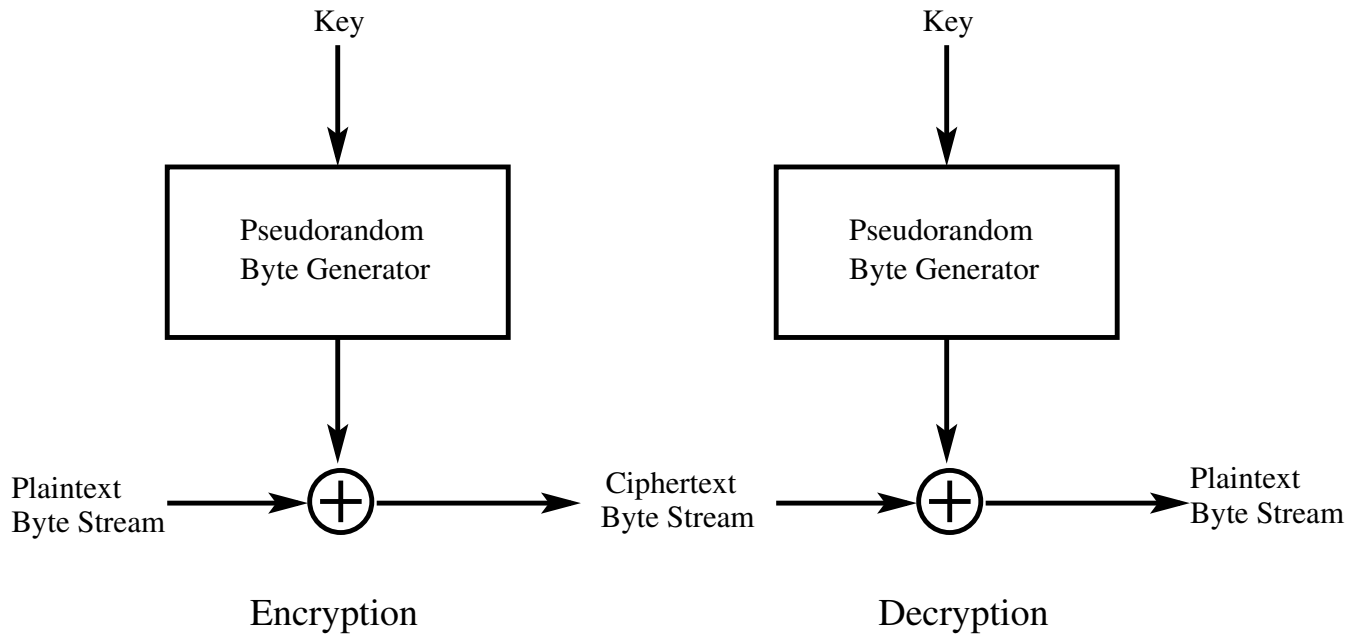 Key
Key
Pseudorandom
Byte Generator
Pseudorandom
Byte Generator
Plaintext
Byte Stream
Ciphertext
Byte Stream
Plaintext
Byte Stream
Encryption
Decryption